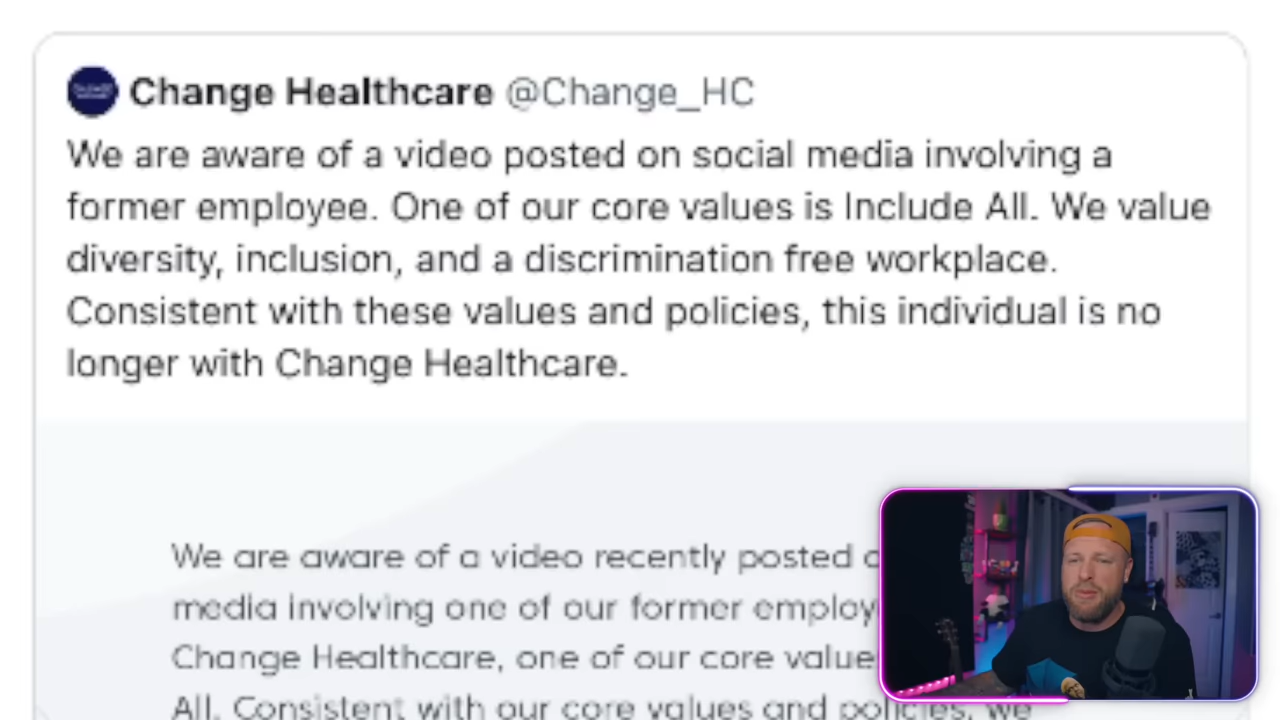 Change Healthcare @Change_HC
We are aware of a video posted on social media involving a
former employee. One of our core values is Include All. We value
diversity, inclusion, and a discrimination free workplace.
Consistent with these values and policies, this individual is no
longer with Change Healthcare.
We are aware of a video recently posted
media involving one of our former employ
Change Healthcare, one of our core value
All. Consistent with our core values and policies, we